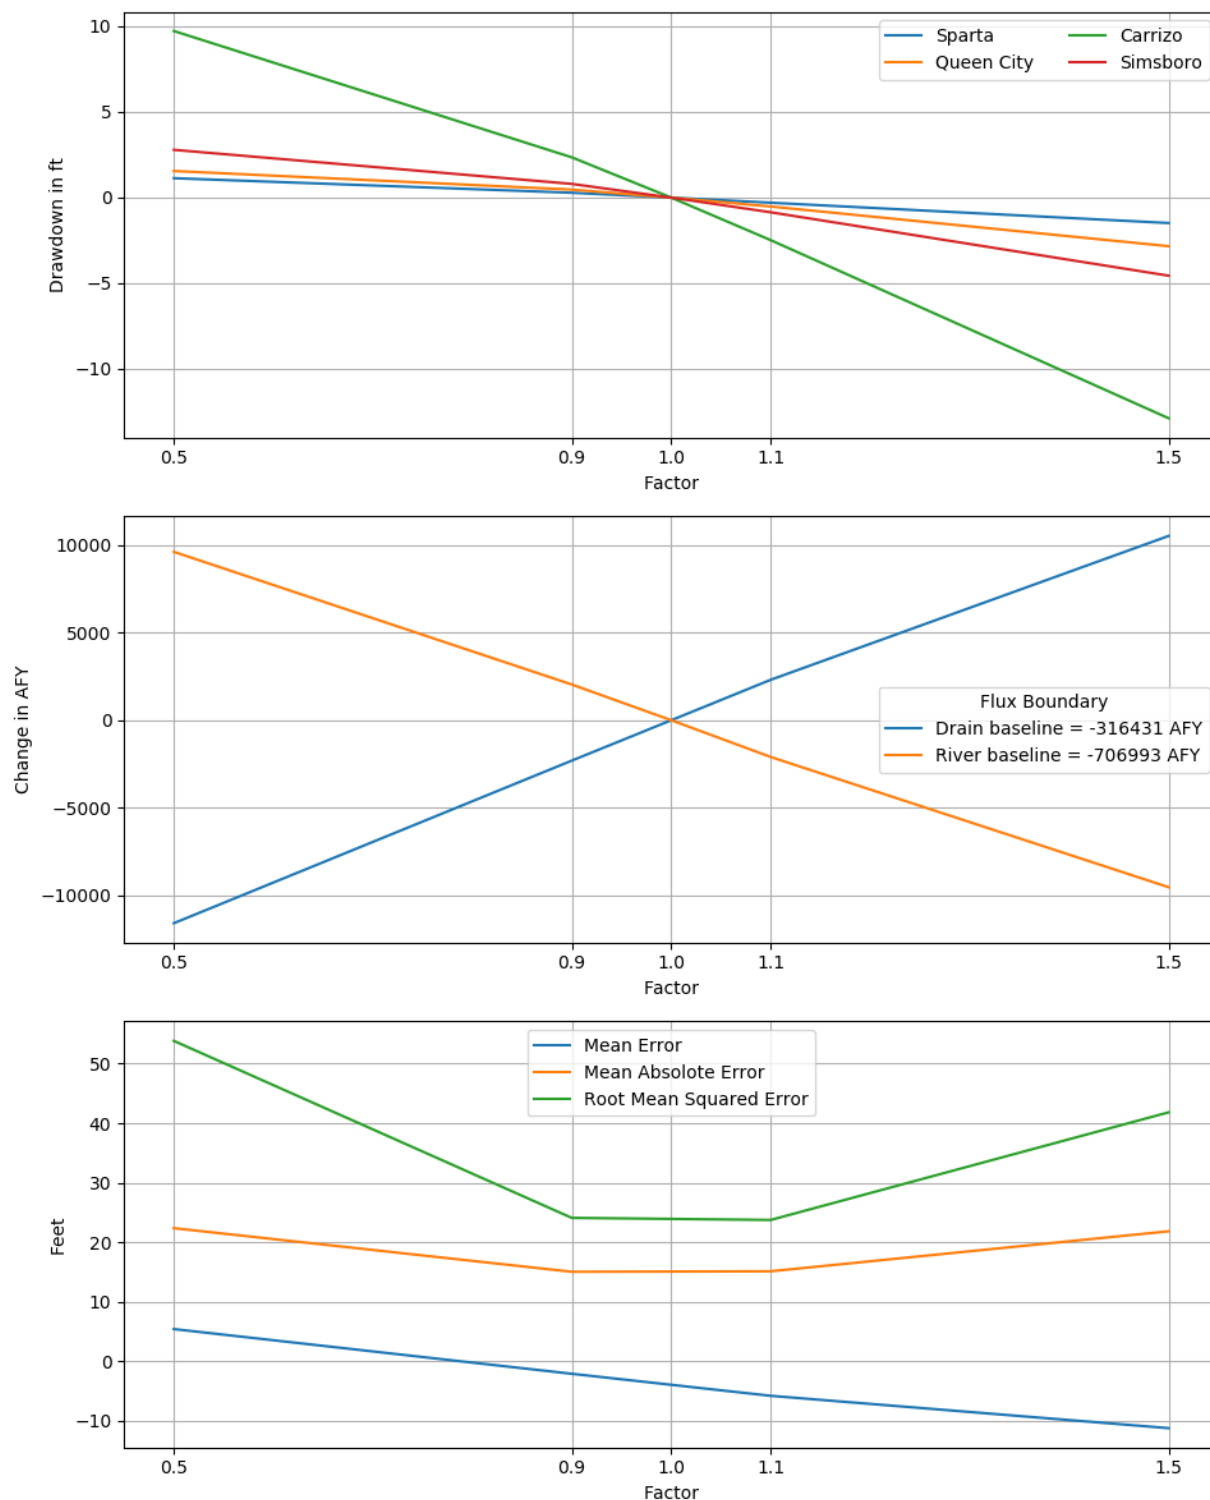 10
5
0
−5
−10
Drawdown in ft
Sparta
Queen City
Carrizo
Simsboro
0.5 0.9 1.0 1.1 1.5
Factor
10000
5000
0
−5000
−10000
Change in AFY
Flux Boundary
Drain baseline = -316431 AFY
River baseline = -706993 AFY
0.5 0.9 1.0 1.1 1.5
Factor
50
40
30
20
10
0
−10
Feet
Mean Error
Mean Absolote Error
Root Mean Squared Error
0.5 0.9 1.0 1.1 1.5
Factor